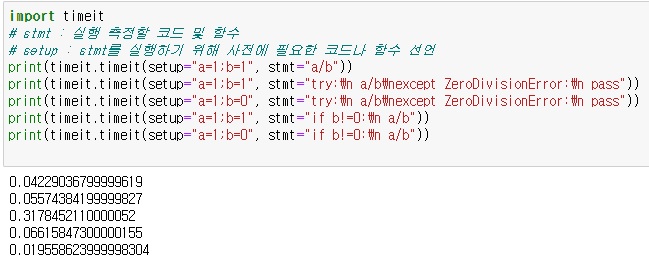 import timeit
# stmt : 실행 측정할 코드 및 함수
# setup : stmt를 실행하기 위해 사전에 필요한 코드나 함수 선언
print(timeit.timeit(setup="a=1;b=1", stmt="a/b"))
print(timeit.timeit(setup="a=1;b=1", stmt="try:₩n a/b₩nexcept ZeroDivisionError:₩n pass"))
print(timeit.timeit(setup="a=1;b=0", stmt="try:₩n a/b₩nexcept ZeroDivisionError:₩n pass"))
print(timeit.timeit(setup="a=1;b=1", stmt="if b!=0:₩n a/b"))
print(timeit.timeit(setup="a=1;b=0", stmt="if b!=0:₩n a/b"))
0.04229036799999619
0.05574384199999827
0.3178452110000052
0.06615847300000155
0.019558623999998304